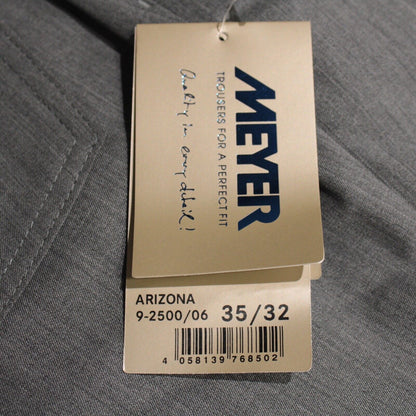 MEYER
TROUSERS FOR A PERFECT FIT
Quality in every detail!
ARIZONA
9-2500/06 35/32
4 058139 768502